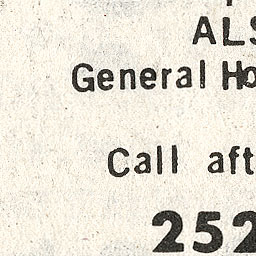 ALS
General Ho
Call aft
252